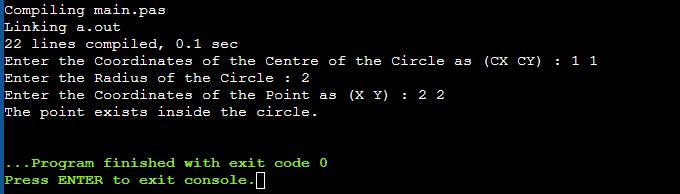 Compiling main.pas
Linking a.out
22 lines compiled, 0.1 sec
Enter the Coordinates of the Centre of the Circle as (CX CY) : 1 1
Enter the Radius of the Circle : 2
Enter the Coordinates of the Point as (X Y) : 2 2
The point exists inside the circle.
...Program finished with exit code 0
Press ENTER to exit console.